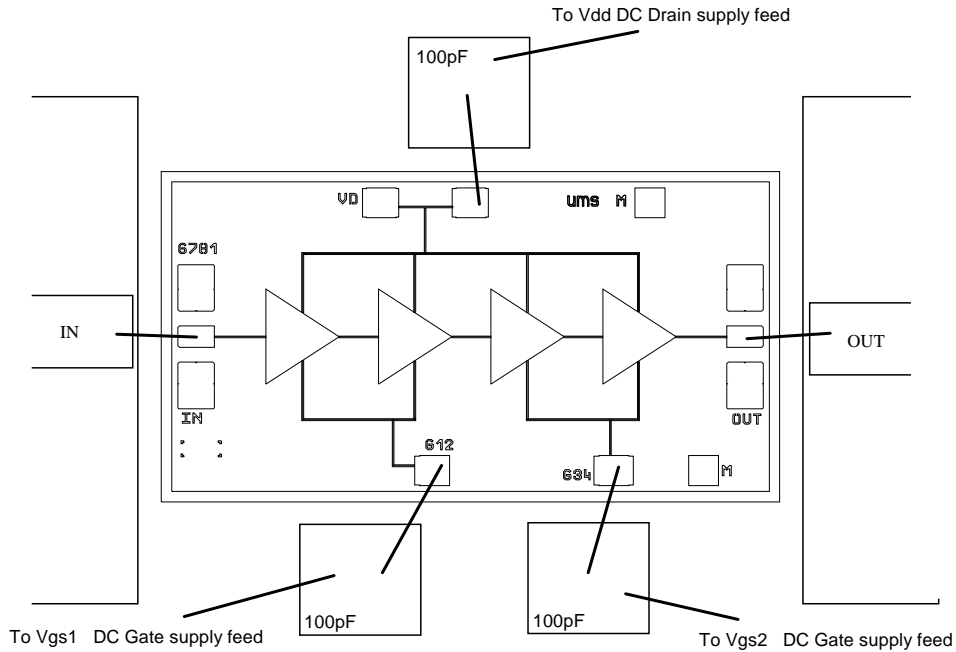 To Vdd DC Drain supply feed
100pF
VD
ums M
6701
IN
OUT
IN
OUT
G12
G34
M
100pF
100pF
To Vgs1 DC Gate supply feed
To Vgs2 DC Gate supply feed